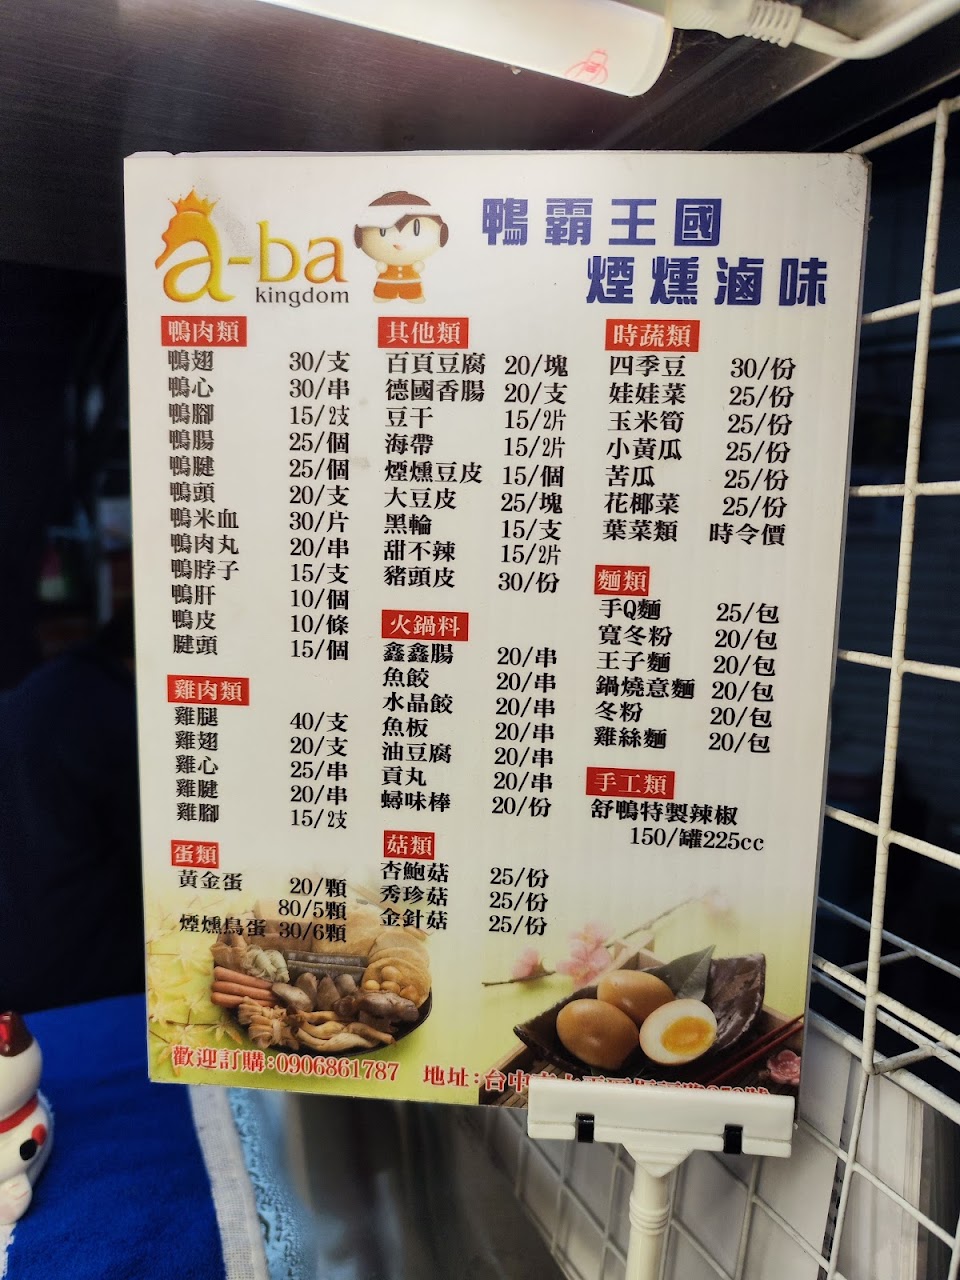 a-ba
kingdom
鴨霸王國
煙燻滷味
鴨肉類
鴨翅 30/支
鴨心 30/串
鴨腳 15/2支
鴨腸 25/個
鴨腱 25/個
鴨頭 20/支
鴨米血 30/片
鴨肉丸 20/串
鴨脖子 15/支
鴨肝 10/個
鴨皮 10/條
腱頭 15/個
雞肉類
雞腿 40/支
雞翅 20/支
雞心 25/串
雞腱 20/串
雞腳 15/2支
蛋類
黃金蛋 20/顆
80/5顆
煙燻鳥蛋 30/6顆
其他類
百頁豆腐 20/塊
德國香腸 20/支
豆干 15/2片
海帶 15/2片
煙燻豆皮 15/個
大豆皮 25/塊
黑輪 15/支
甜不辣 15/2片
豬頭皮 30/份
火鍋料
鑫鑫腸 20/串
魚餃 20/串
水晶餃 20/串
魚板 20/串
油豆腐 20/串
貢丸 20/串
蟳味棒 20/份
菇類
杏鮑菇 25/份
秀珍菇 25/份
金針菇 25/份
時蔬類
四季豆 30/份
娃娃菜 25/份
玉米筍 25/份
小黃瓜 25/份
苦瓜 25/份
花椰菜 25/份
葉菜類 時令價
麵類
手Q麵 25/包
寬冬粉 20/包
王子麵 20/包
鍋燒意麵 20/包
冬粉 20/包
雞絲麵 20/包
手工類
舒鴨特製辣椒
150/罐225cc
歡迎訂購:0906861787 地址:台中